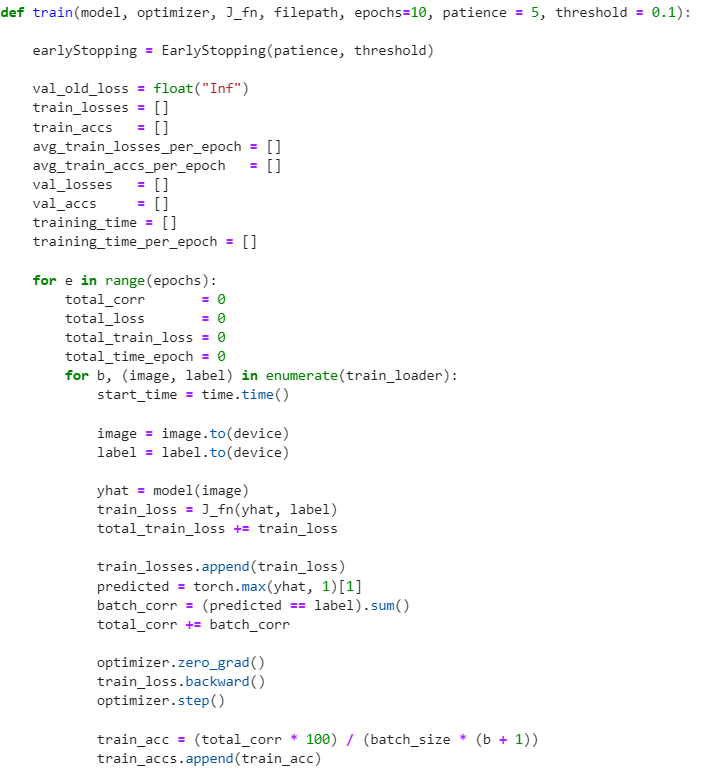 def train(model, optimizer, J_fn, filepath, epochs=10, patience = 5, threshold = 0.1):
    earlyStopping = EarlyStopping(patience, threshold)
    val_old_loss = float("Inf")
    train_losses = []
    train_accs   = []
    avg_train_losses_per_epoch = []
    avg_train_accs_per_epoch   = []
    val_losses   = []
    val_accs     = []
    training_time = []
    training_time_per_epoch = []
    for e in range(epochs):
        total_corr       = 0
        total_loss       = 0
        total_train_loss = 0
        total_time_epoch = 0
        for b, (image, label) in enumerate(train_loader):
            start_time = time.time()
            image = image.to(device)
            label = label.to(device)
            yhat = model(image)
            train_loss = J_fn(yhat, label)
            total_train_loss += train_loss
            train_losses.append(train_loss)
            predicted = torch.max(yhat, 1)[1]
            batch_corr = (predicted == label).sum()
            total_corr += batch_corr
            optimizer.zero_grad()
            train_loss.backward()
            optimizer.step()
            train_acc = (total_corr * 100) / (batch_size * (b + 1))
            train_accs.append(train_acc)